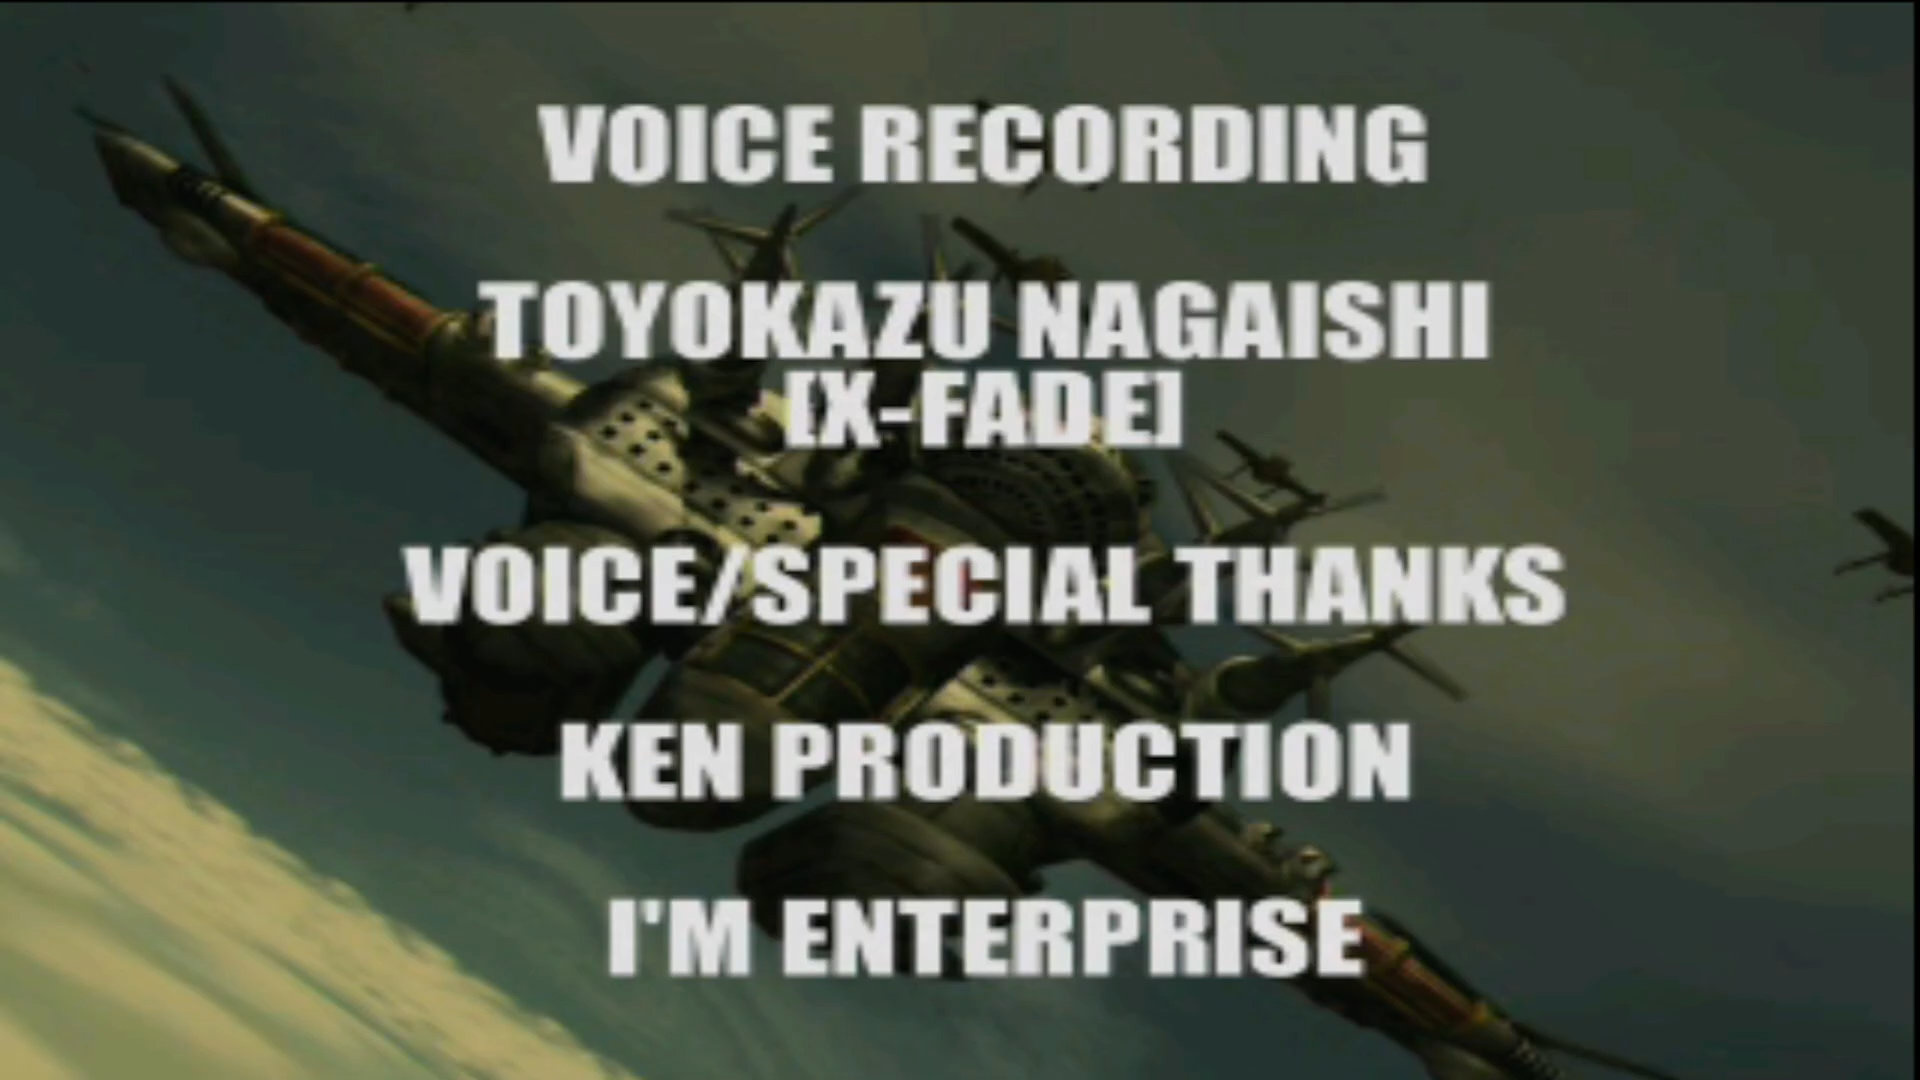 VOICE RECORDING
TOYOKAZU NAGAISHI
[X-FADE]
VOICE/SPECIAL THANKS
KEN PRODUCTION
I'M ENTERPRISE